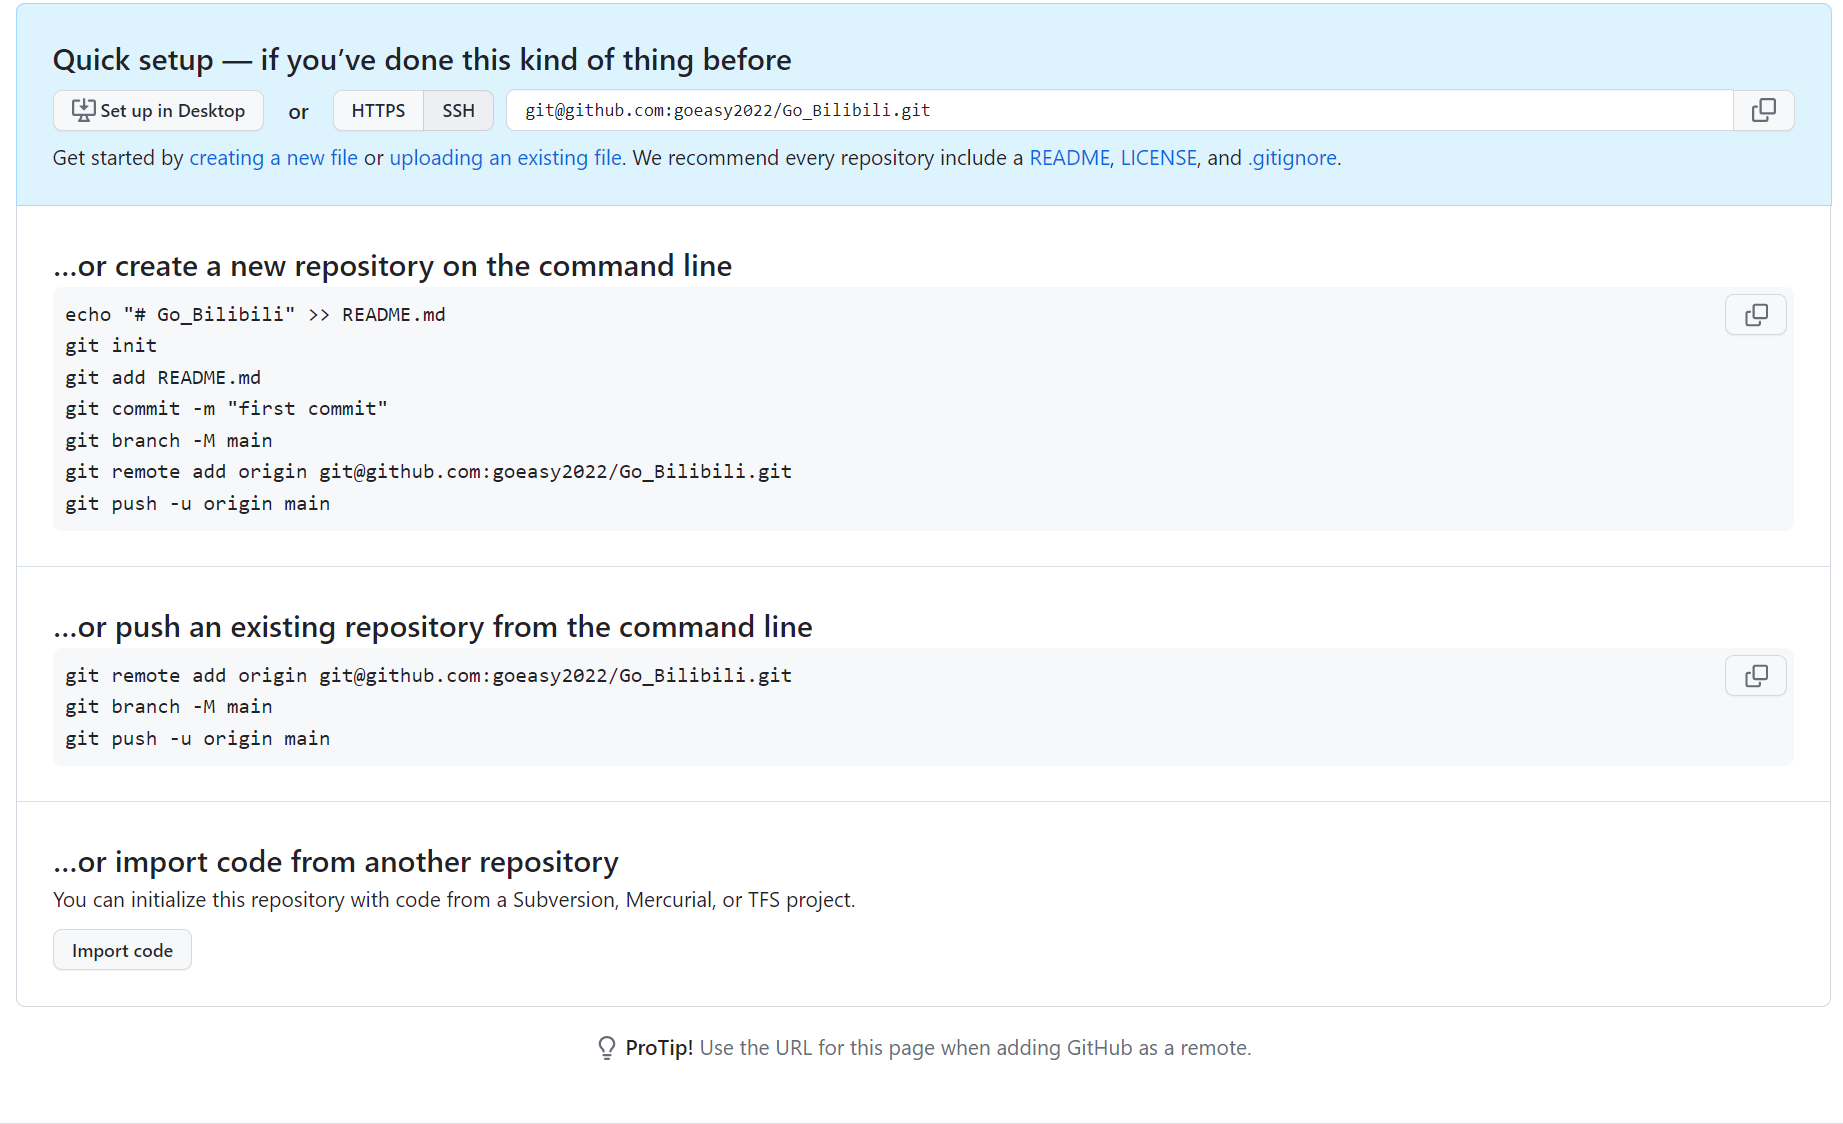 Quick setup — if you’ve done this kind of thing before
Set up in Desktop or HTTPS SSH git@github.com:goeasy2022/Go_Bilibili.git
Get started by creating a new file or uploading an existing file. We recommend every repository include a README, LICENSE, and .gitignore.
…or create a new repository on the command line
echo "# Go_Bilibili" >> README.md
git init
git add README.md
git commit -m "first commit"
git branch -M main
git remote add origin git@github.com:goeasy2022/Go_Bilibili.git
git push -u origin main
…or push an existing repository from the command line
git remote add origin git@github.com:goeasy2022/Go_Bilibili.git
git branch -M main
git push -u origin main
…or import code from another repository
You can initialize this repository with code from a Subversion, Mercurial, or TFS project.
Import code
ProTip! Use the URL for this page when adding GitHub as a remote.